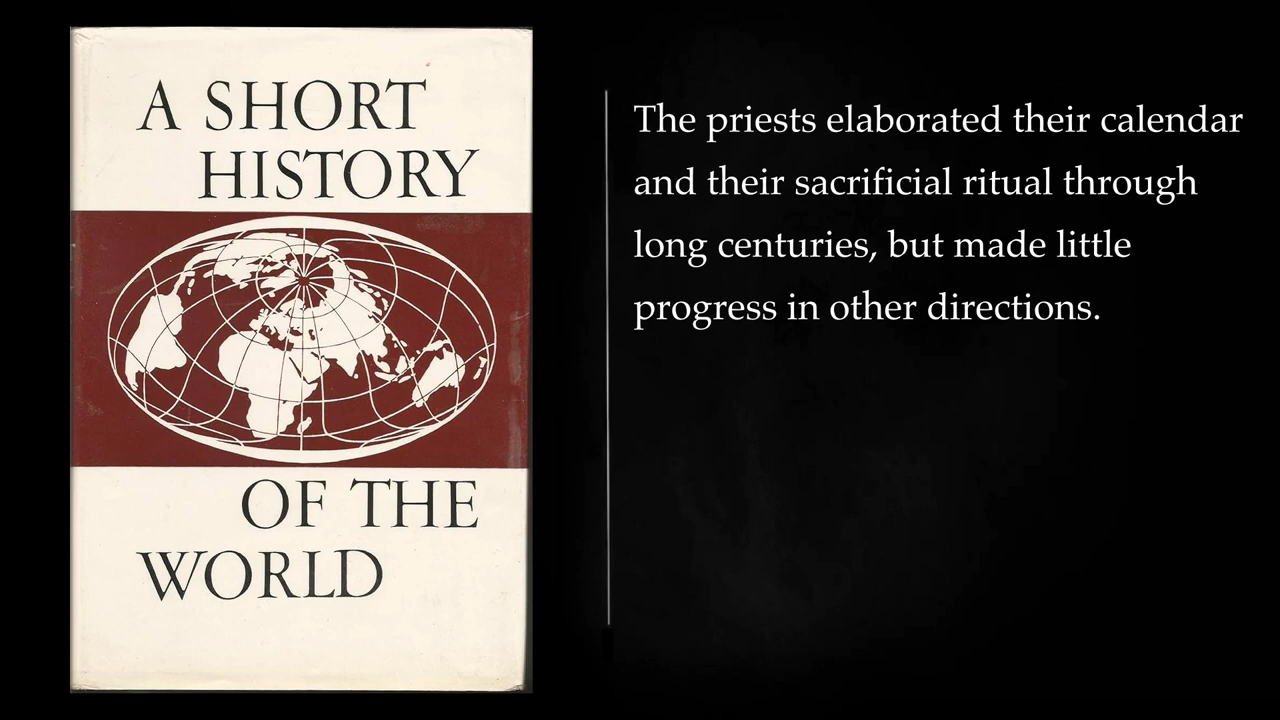 A SHORT
HISTORY
OF THE
WORLD
The priests elaborated their calendar
and their sacrificial ritual through
long centuries, but made little
progress in other directions.